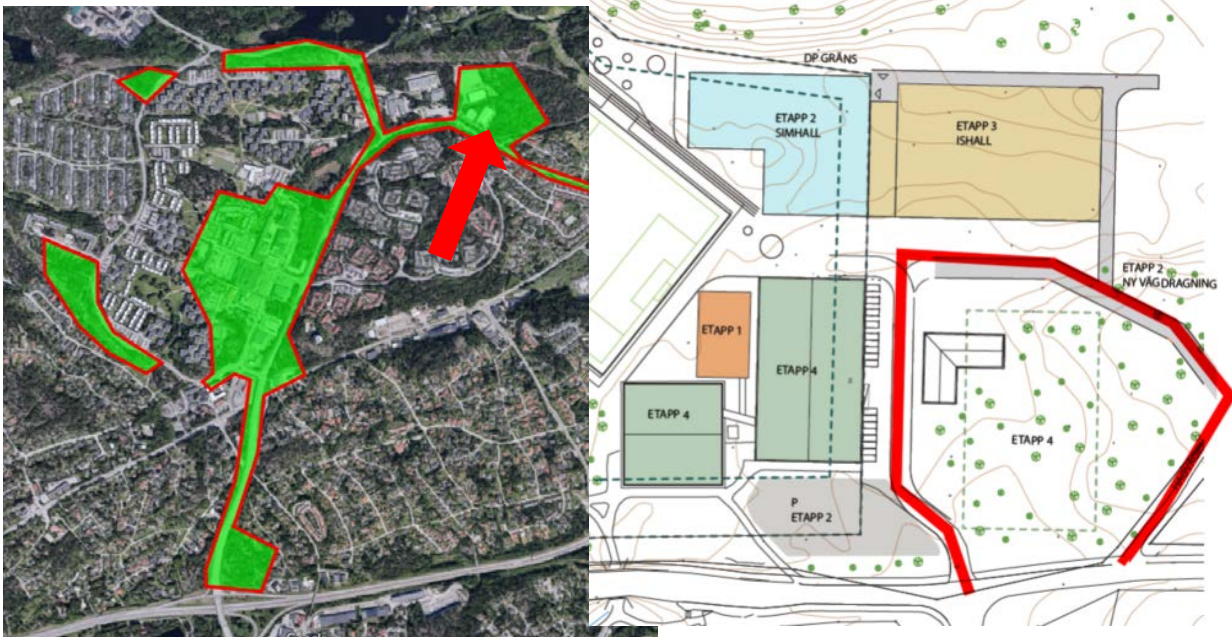 DP GRÄNS
ETAPP 2
SIMHALL
ETAPP 3
ISHALL
ETAPP 2
NY VÄGDRAGNING
ETAPP 1
ETAPP 4
ETAPP 4
ETAPP 4
P
ETAPP 2